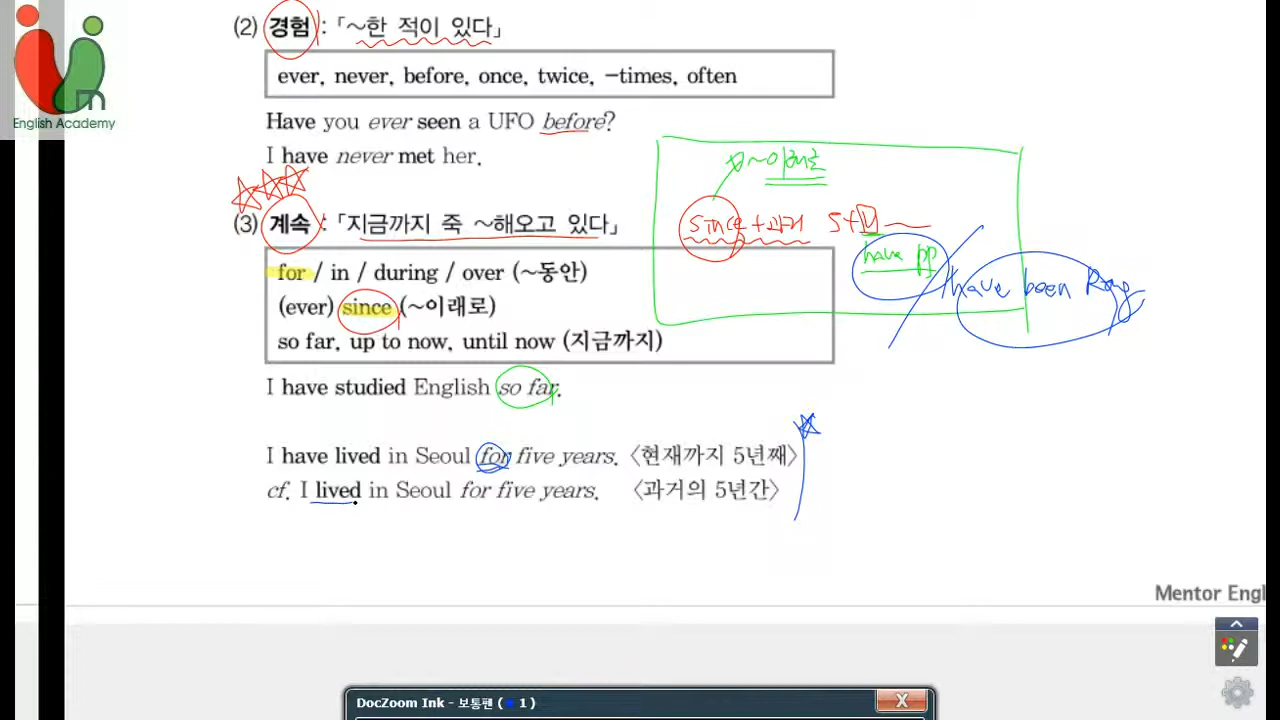 (2) 경험 : 「～한 적이 있다」
ever, never, before, once, twice, -times, often
Have you ever seen a UFO before?
I have never met her.
English Academy
～이래로
since + 과거 S+V
have pp
have been Ring
(3) 계속 : 「지금까지 죽 ～해오고 있다」
for / in / during / over (～동안)
(ever) since (～이래로)
so far, up to now, until now (지금까지)
I have studied English so far.
I have lived in Seoul for five years. 〈현재까지 5년째〉
cf. I lived in Seoul for five years. 〈과거의 5년간〉
Mentor Engl
DocZoom Ink - 보통펜 ( 1 )
X